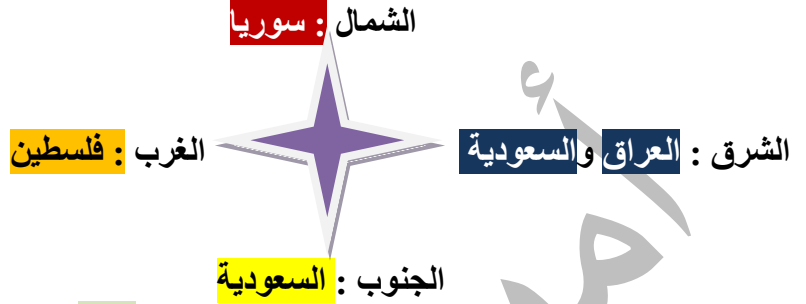 الشمال : سوريا
الشرق : العراق والسعودية
الغرب : فلسطين
الجنوب : السعودية